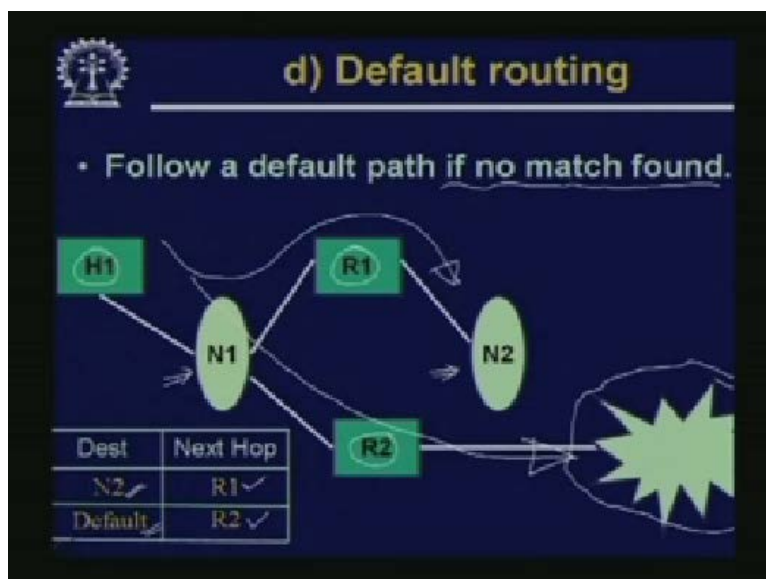 d) Default routing
• Follow a default path if no match found.
H1
R1
N1
N2
R2
Dest Next Hop
N2 R1
Default R2